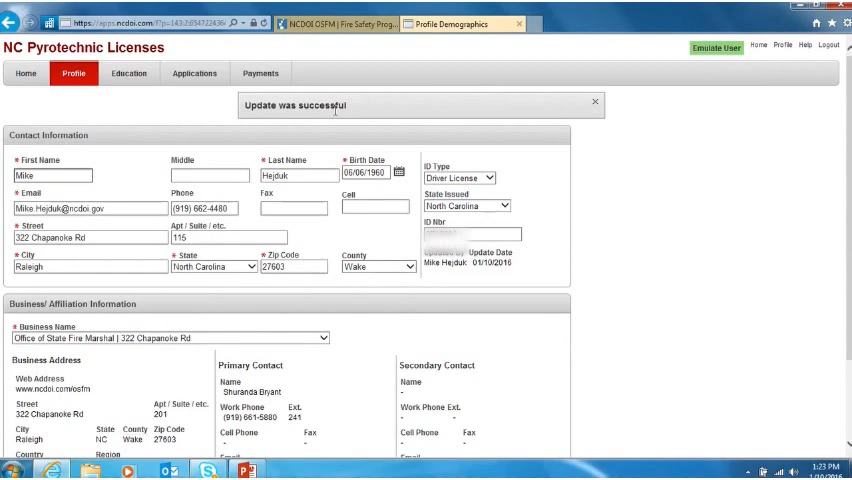 https://apps.ncdoi.com/f?p=143:2:6347224364
NCDOI OSFM | Fire Safety Prog...
Profile Demographics
NC Pyrotechnic Licenses
Emulate User Home Profile Help Logout
Home Profile Education Applications Payments
Update was successful
Contact Information
* First Name Middle * Last Name * Birth Date ID Type
Mike Hejduk 06/06/1960 Driver License
* Email Phone Fax Cell State Issued
Mike.Hejduk@ncdoi.gov (919) 662-4480 North Carolina
* Street Apt / Suite / etc. ID Nbr
322 Chapanoke Rd 115
* City * State * Zip Code County Updated By Update Date
Raleigh North Carolina 27603 Wake Mike Hejduk 01/10/2016
Business/ Affiliation Information
* Business Name
Office of State Fire Marshal | 322 Chapanoke Rd
Business Address Primary Contact Secondary Contact
Web Address Name Name
www.ncdoi.com/osfm Shuranda Bryant -
Street Apt / Suite / etc. Work Phone Ext. Work Phone Ext.
322 Chapanoke Rd 201 (919) 661-5880 241 - -
City State County Zip Code Cell Phone Fax Cell Phone Fax
Raleigh NC Wake 27603 - - - -
Country Region Email Email
1:23 PM
1/10/2016